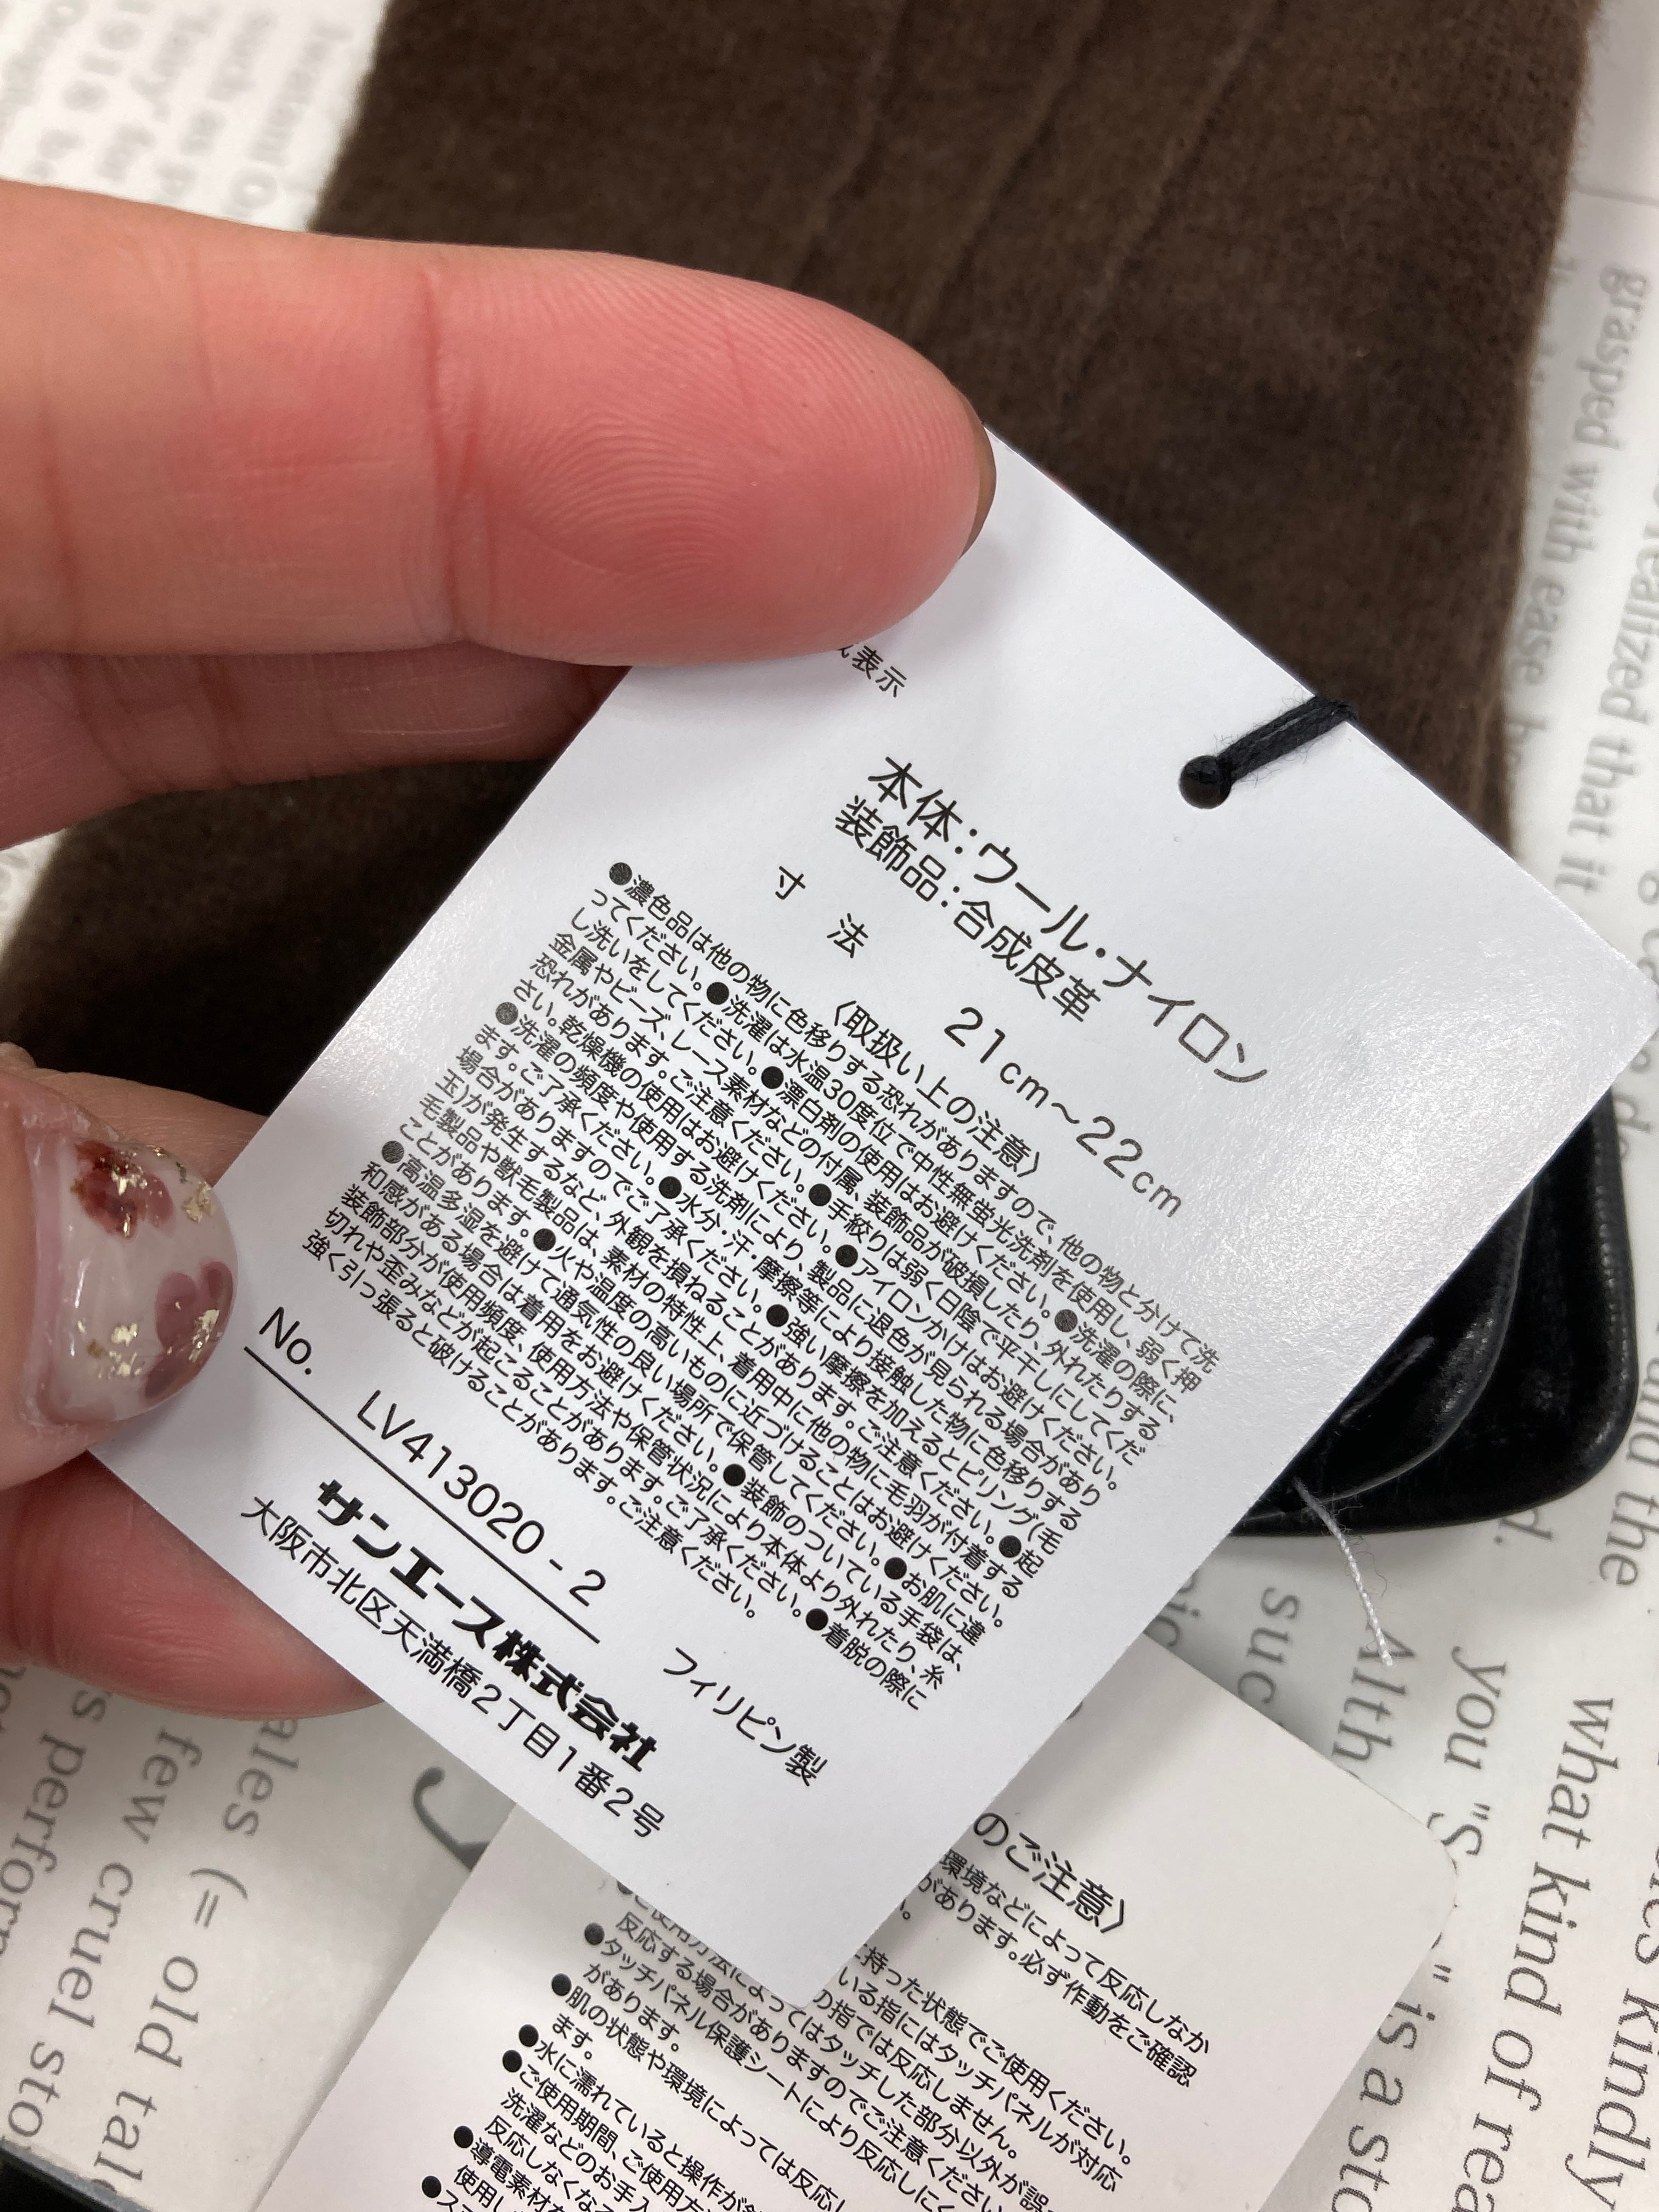 表示
本体:ウール・ナイロン
装飾品:合成皮革
寸 法 21cm～22cm
〈取扱い上の注意〉
●濃色品は他の物に色移りする恐れがありますので、他の物と分けて洗
ってください。●洗濯は水温30度位で中性無蛍光洗剤を使用し、弱く押
し洗いをしてください。●漂白剤の使用はお避けください。●洗濯の際に、
金属やビーズ、レース素材などの付属、装飾品が破損したり、外れたりする
恐れがあります。ご注意ください。●手絞りは弱く日陰で平干しにしてくだ
さい。乾燥機の使用はお避けください。●アイロンかけはお避けください。
●洗濯の頻度や使用する洗剤により、製品に退色が見られる場合があり
ます。ご了承ください。●水分・汗・摩擦等により接触した物に色移りする
場合がありますのでご了承ください。●強い摩擦を加えるとピリング(毛
玉)が発生するなど、外観を損ねることがあります。ご注意ください。●起
毛製品や獣毛製品は、素材の特性上、着用中に他の物に毛羽が付着する
ことがあります。●火や温度の高いものに近づけることはお避けください。
●高温多湿を避けて通気性の良い場所で保管してください。●お肌に違
和感がある場合は着用をお避けください。●装飾のついている手袋は、
装飾部分が使用頻度、使用方法や保管状況により本体より外れたり、糸
切れや歪みなどが起こることがあります。ご了承ください。●着脱の際に
強く引っ張ると破けることがあります。ご注意ください。
No. LV413020-2
フィリピン製
サンエース株式会社
大阪市北区天満橋2丁目1番2号
のご注意〉
環境などによって反応しなか
があります。必ず作動をご確認
い。
持った状態でご使用ください。
いる指にはタッチパネルが対応
の指では反応しません。
反応する場合がありますのでご注意ください
●タッチパネル保護シートにより反応しにく
があります。
●肌の状態や環境によっては反応し
ます。
●水に濡れていると操作が
●ご使用期間、ご使用方
洗濯などのお手入
反応しなくな
●導電素材
使用し
grasped with ease
realized that it
and the
suc
Alth
you "S
" is a sto
what kind of rea
kindly
ales (= old tal
few cruel sto
s perform